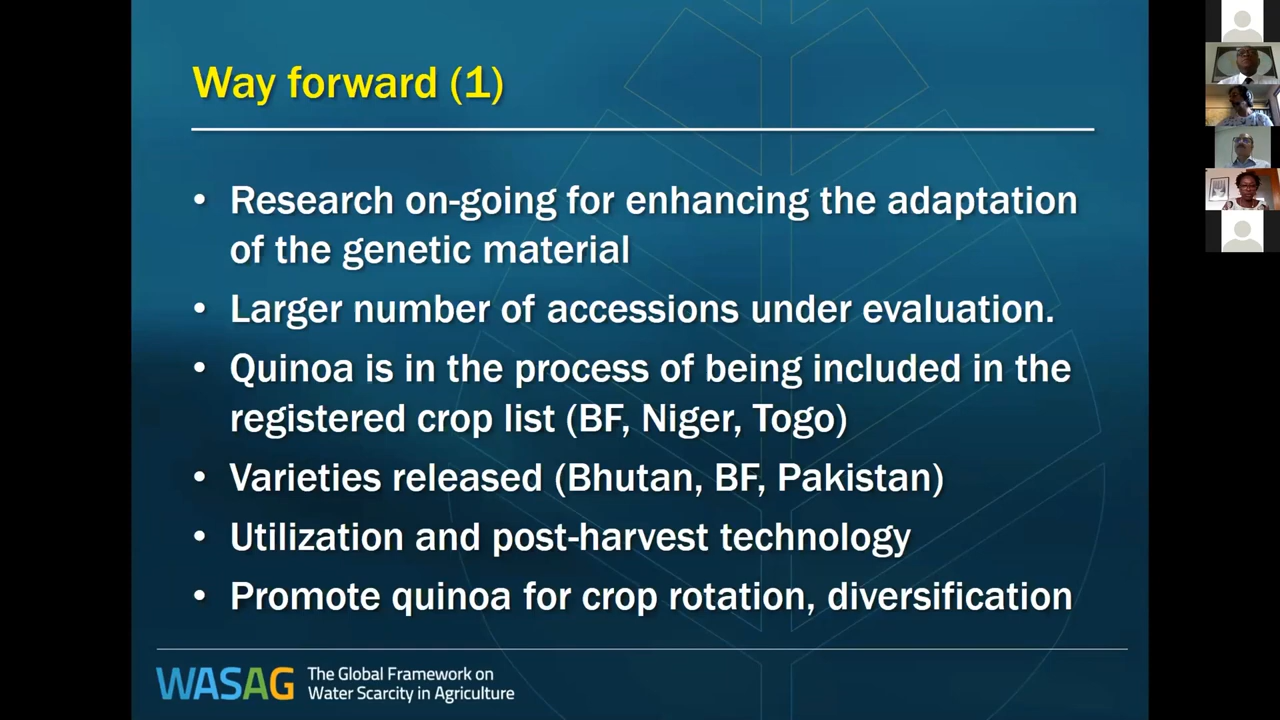 Way forward (1)
• Research on-going for enhancing the adaptation
of the genetic material
• Larger number of accessions under evaluation.
• Quinoa is in the process of being included in the
registered crop list (BF, Niger, Togo)
• Varieties released (Bhutan, BF, Pakistan)
• Utilization and post-harvest technology
• Promote quinoa for crop rotation, diversification
WASAG
The Global Framework on
Water Scarcity in Agriculture